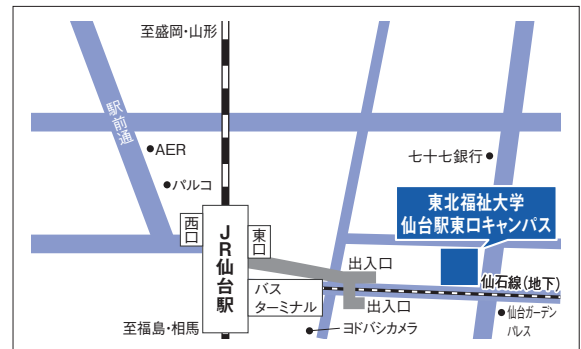 至盛岡・山形
駅前通
AER
パルコ
七十七銀行
東北福祉大学
仙台駅東口キャンパス
西口
JR仙台駅
東口
出入口
バス
ターミナル
仙石線(地下)
出入口
仙台ガーデン
パレス
至福島・相馬
ヨドバシカメラ